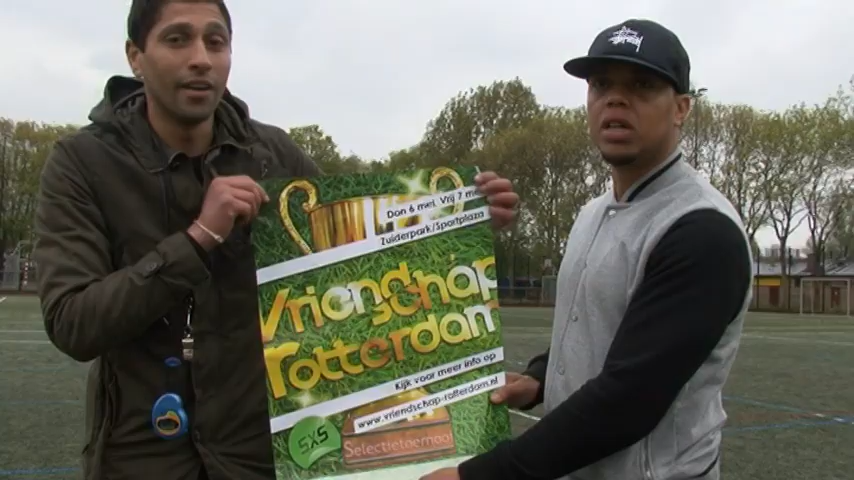 Don 6 mei. Vrij 7 m
Zuiderpark/Sportplaza
Vriendschap
rotterdam
Kijk voor meer info op
www.vriendschap-rotterdam.nl
5x5
Selectietoernooi